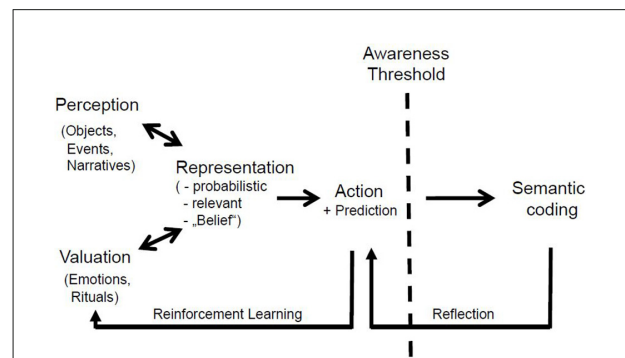 Awareness
Threshold
Perception
(Objects,
Events,
Narratives)
Representation
( - probabilistic
- relevant
- „Belief“)
Action
+ Prediction
Semantic
coding
Valuation
(Emotions,
Rituals)
Reinforcement Learning
Reflection